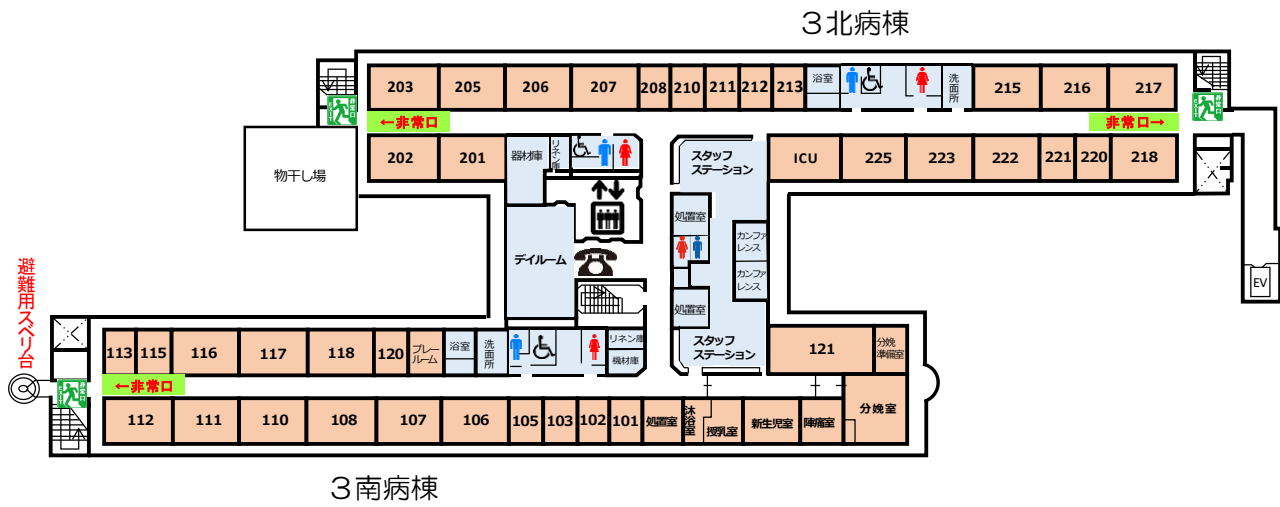 3北病棟
203
205
206
207
208
210
211
212
213
浴室
洗面所
215
216
217
←非常口
非常口→
202
201
器材庫
リネン庫
スタッフ
ステーション
ICU
225
223
222
221
220
218
物干し場
処置室
カンファ
レンス
デイルーム
カンファ
レンス
EV
処置室
避難用スベリ台
スタッフ
ステーション
113
115
116
117
118
120
プレー
ルーム
浴室
洗面所
リネン庫
機材庫
121
分娩
準備室
←非常口
112
111
110
108
107
106
105
103
102
101
処置室
沐浴室
授乳室
新生児室
陣痛室
分娩室
3南病棟